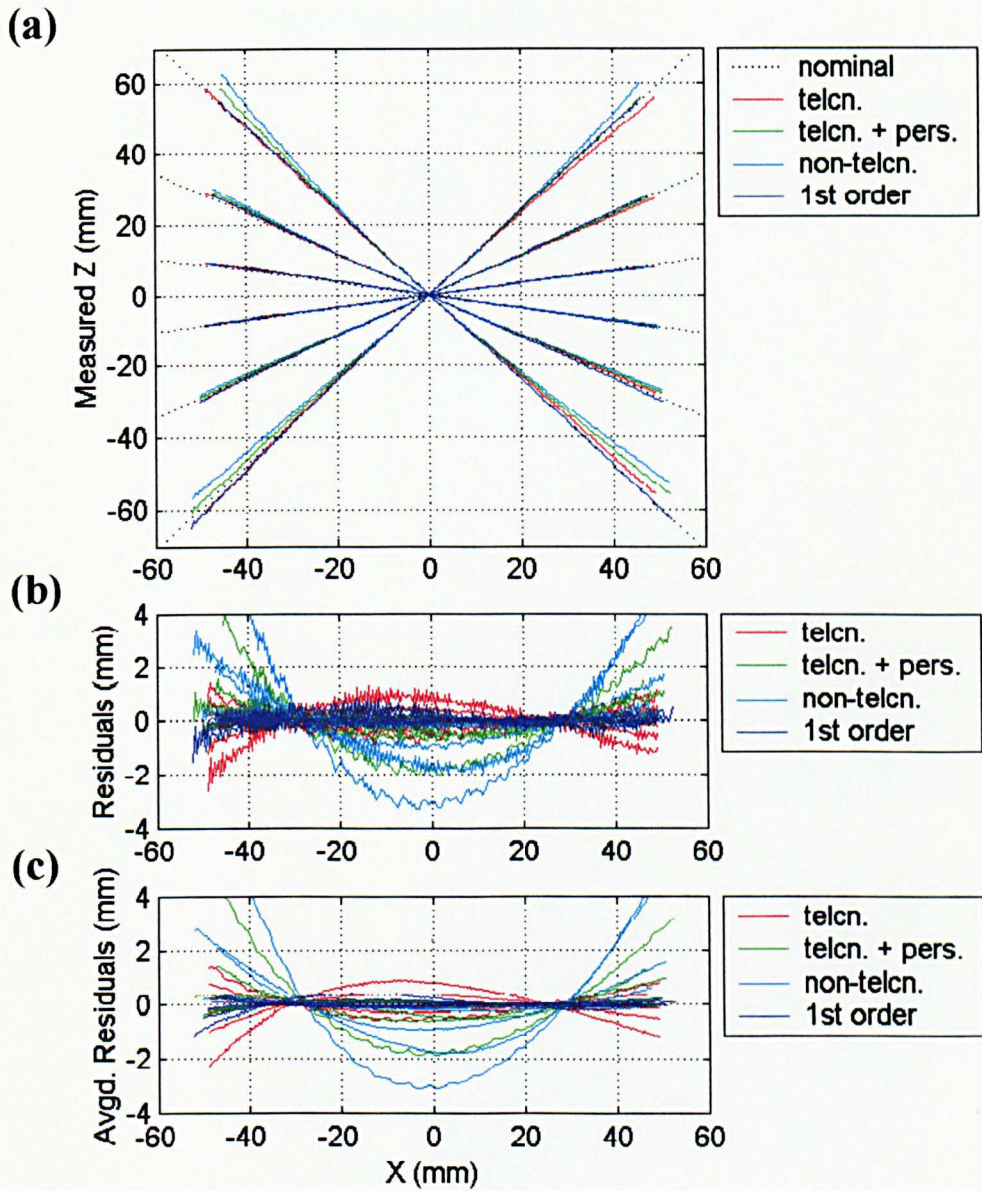 (a)
Measured Z (mm)
60
40
20
0
-20
-40
-60
-60 -40 -20 0 20 40 60
nominal
telcn.
telcn. + pers.
non-telcn.
1st order
(b)
Residuals (mm)
4
2
0
-2
-4
-60 -40 -20 0 20 40 60
telcn.
telcn. + pers.
non-telcn.
1st order
(c)
Avgd. Residuals (mm)
4
2
0
-2
-4
-60 -40 -20 0 20 40 60
X (mm)
telcn.
telcn. + pers.
non-telcn.
1st order